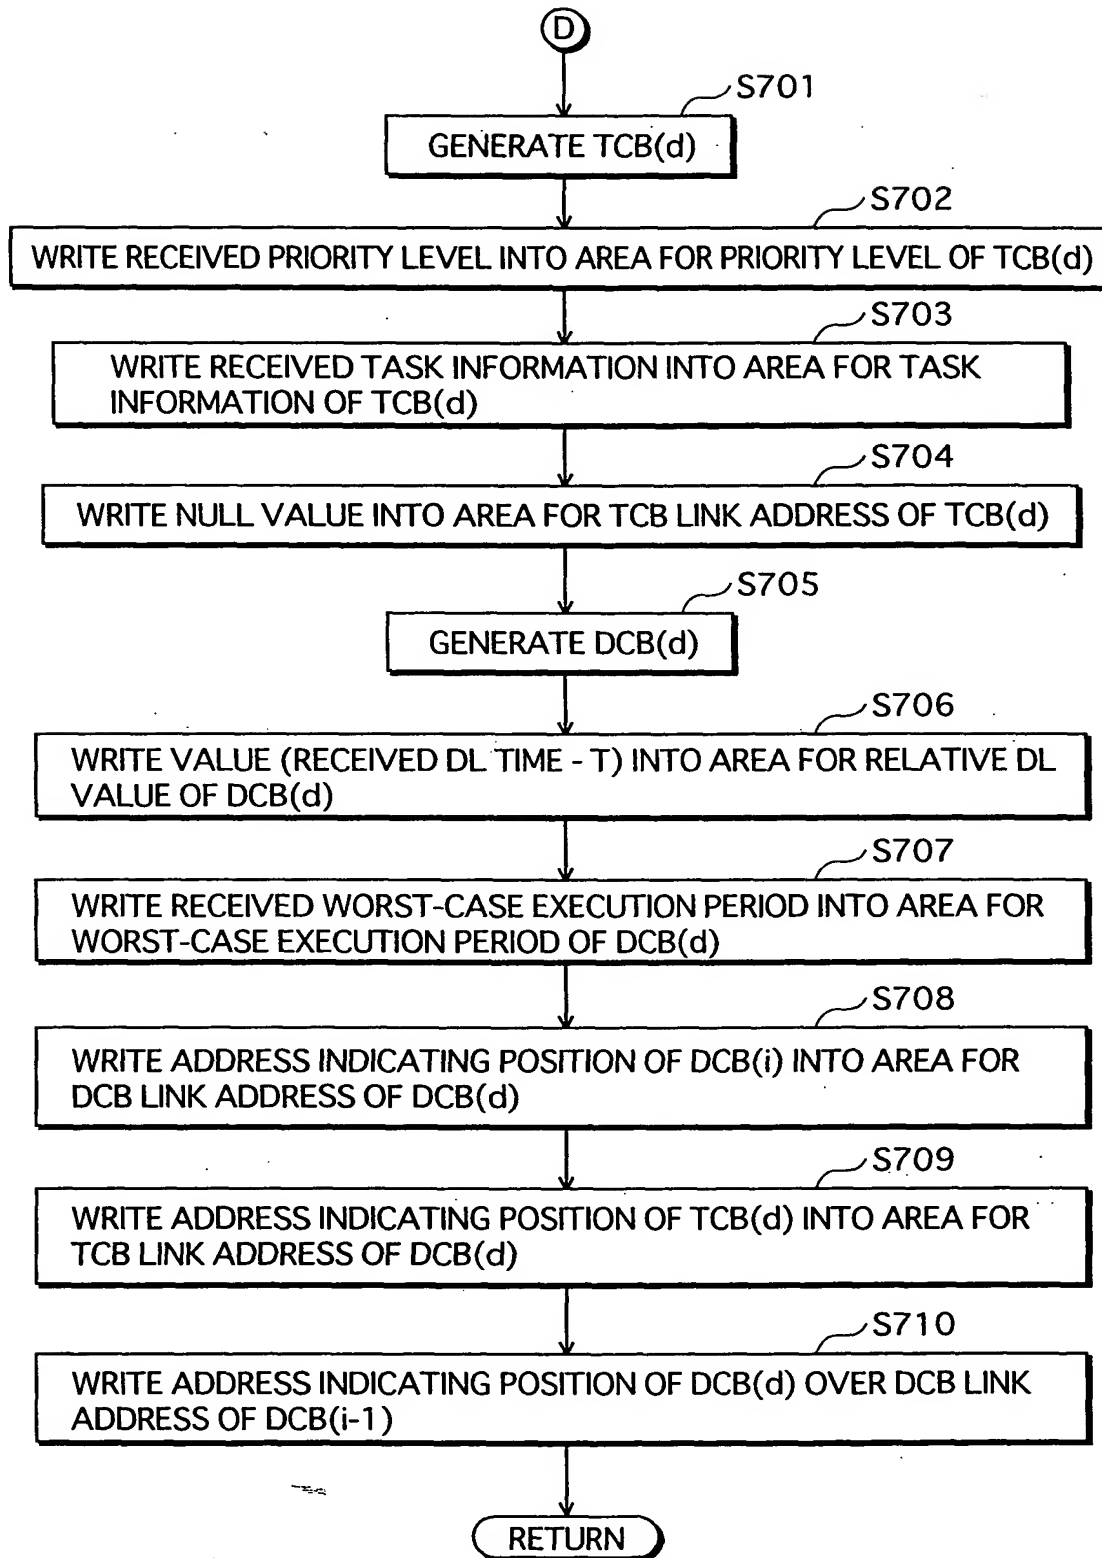 D
S701
GENERATE TCB(d)
S702
WRITE RECEIVED PRIORITY LEVEL INTO AREA FOR PRIORITY LEVEL OF TCB(d)
S703
WRITE RECEIVED TASK INFORMATION INTO AREA FOR TASK
INFORMATION OF TCB(d)
S704
WRITE NULL VALUE INTO AREA FOR TCB LINK ADDRESS OF TCB(d)
S705
GENERATE DCB(d)
S706
WRITE VALUE (RECEIVED DL TIME - T) INTO AREA FOR RELATIVE DL
VALUE OF DCB(d)
S707
WRITE RECEIVED WORST-CASE EXECUTION PERIOD INTO AREA FOR
WORST-CASE EXECUTION PERIOD OF DCB(d)
S708
WRITE ADDRESS INDICATING POSITION OF DCB(i) INTO AREA FOR
DCB LINK ADDRESS OF DCB(d)
S709
WRITE ADDRESS INDICATING POSITION OF TCB(d) INTO AREA FOR
TCB LINK ADDRESS OF DCB(d)
S710
WRITE ADDRESS INDICATING POSITION OF DCB(d) OVER DCB LINK
ADDRESS OF DCB(i-1)
RETURN